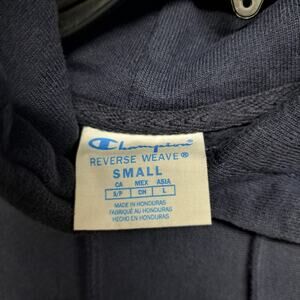 Champion
REVERSE WEAVE®
SMALL
CA MEX ASIA
S/P CH L
MADE IN HONDURAS
FABRIQUÉ AU HONDURAS
HECHO EN HONDURAS